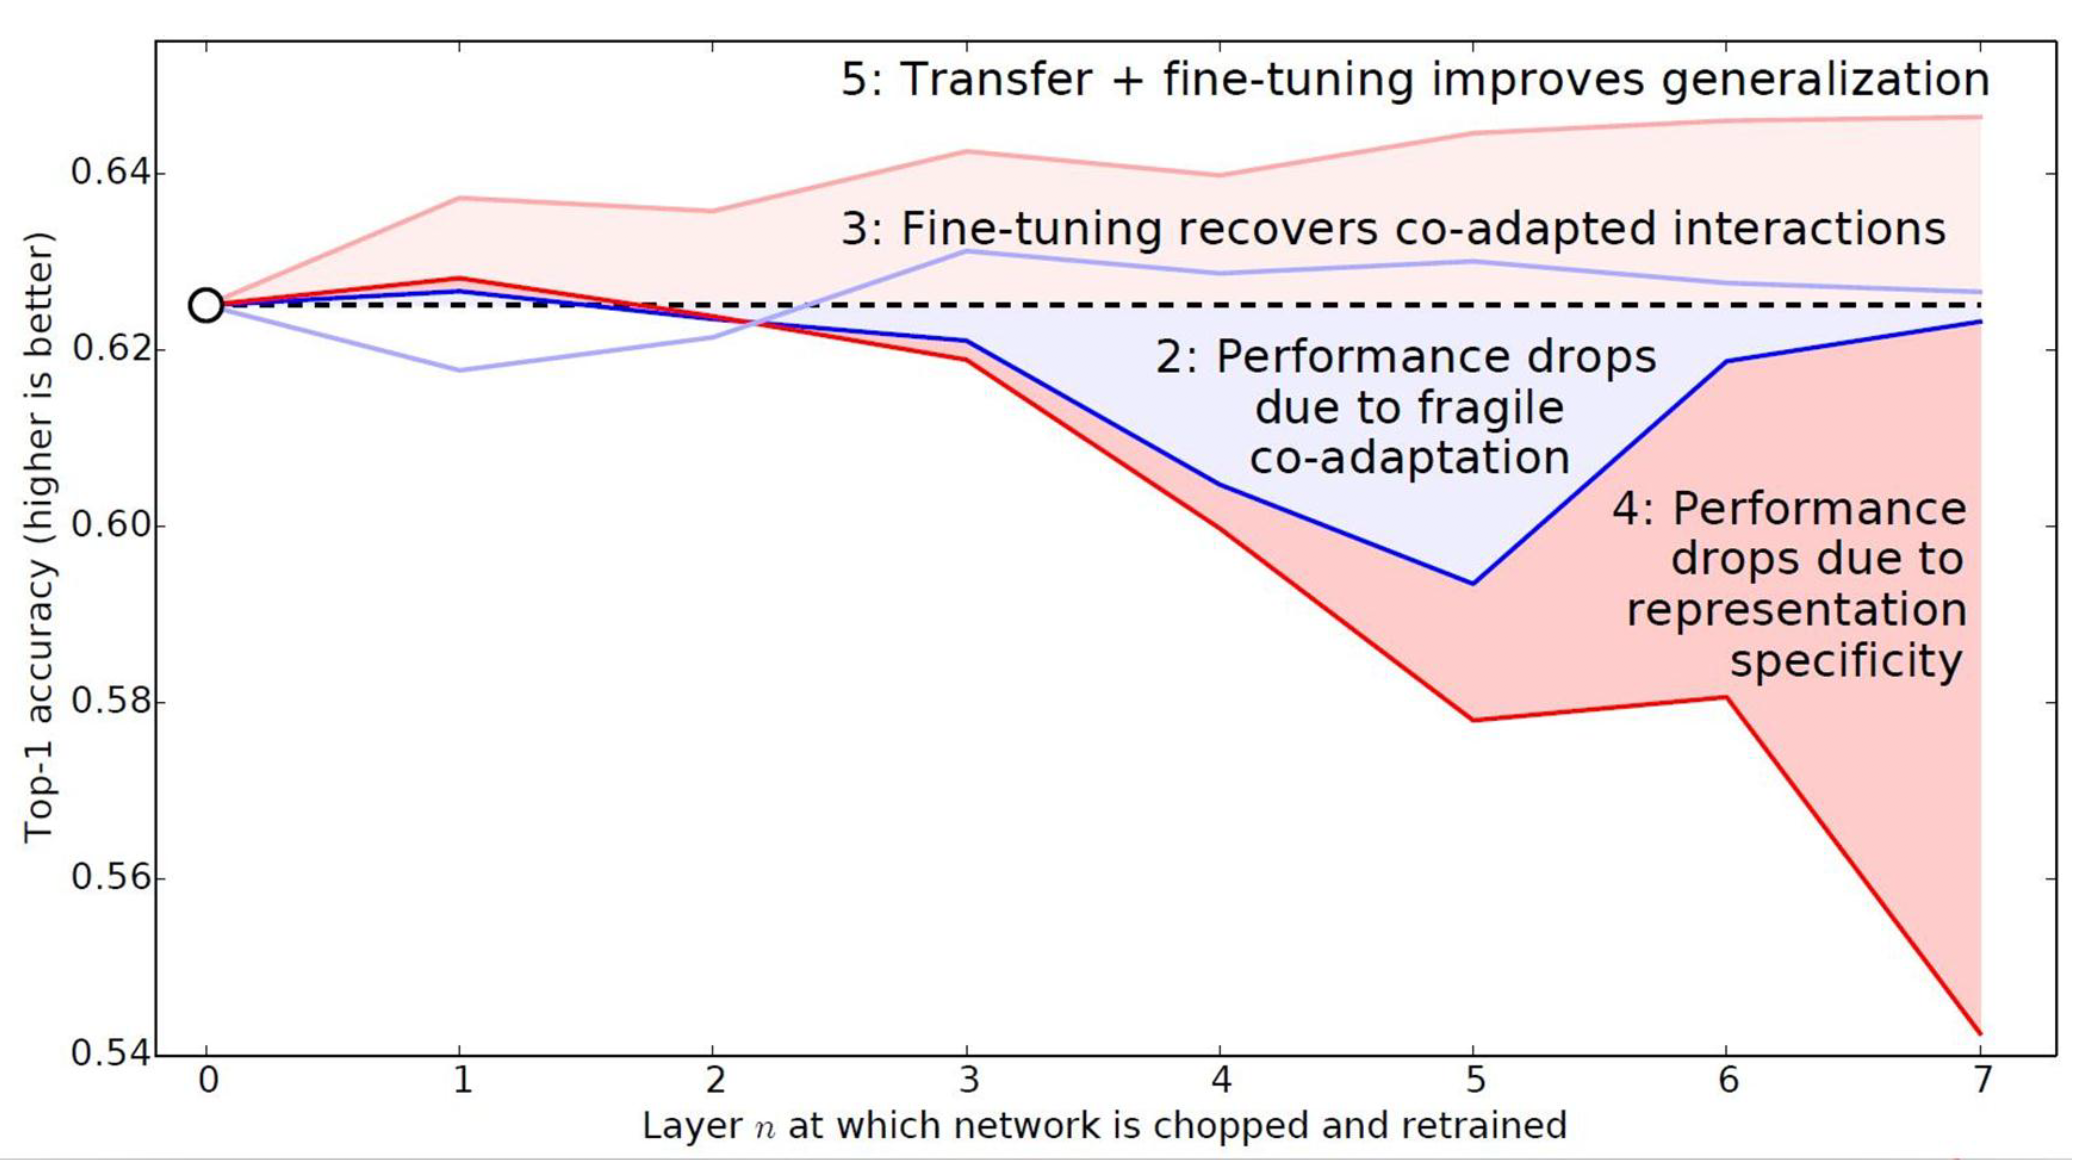 5: Transfer + fine-tuning improves generalization
3: Fine-tuning recovers co-adapted interactions
2: Performance drops
due to fragile
co-adaptation
4: Performance
drops due to
representation
specificity
Top-1 accuracy (higher is better)
0.64
0.62
0.60
0.58
0.56
0.54
0 1 2 3 4 5 6 7
Layer n at which network is chopped and retrained